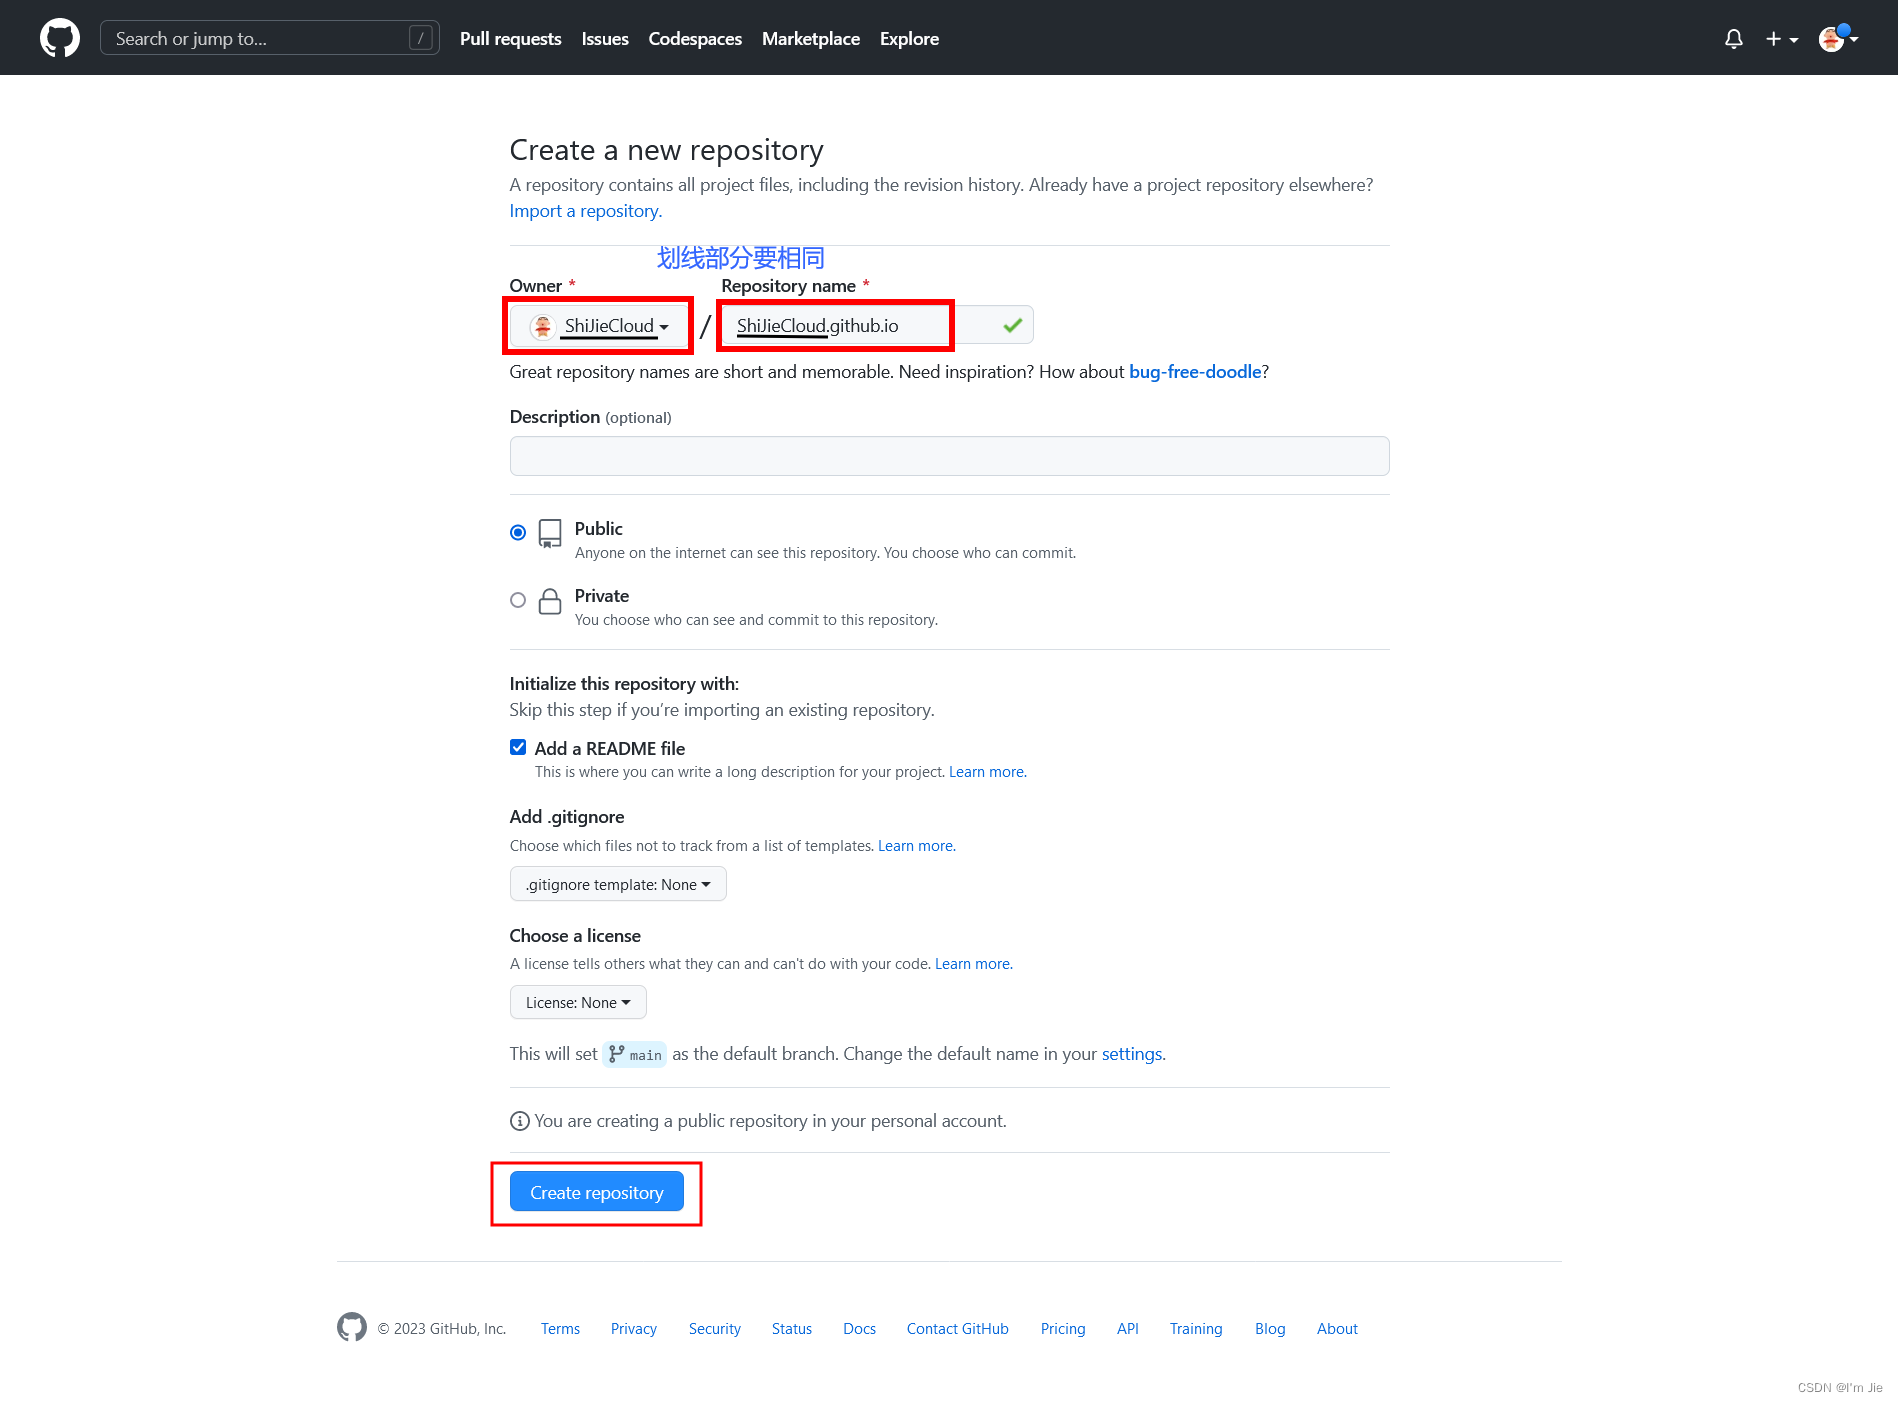 Search or jump to... /
Pull requests Issues Codespaces Marketplace Explore
Create a new repository
A repository contains all project files, including the revision history. Already have a project repository elsewhere?
Import a repository.
划线部分要相同
Owner * Repository name *
ShiJieCloud / ShiJieCloud.github.io
Great repository names are short and memorable. Need inspiration? How about bug-free-doodle?
Description (optional)
Public
Anyone on the internet can see this repository. You choose who can commit.
Private
You choose who can see and commit to this repository.
Initialize this repository with:
Skip this step if you’re importing an existing repository.
Add a README file
This is where you can write a long description for your project. Learn more.
Add .gitignore
Choose which files not to track from a list of templates. Learn more.
.gitignore template: None
Choose a license
A license tells others what they can and can't do with your code. Learn more.
License: None
This will set main as the default branch. Change the default name in your settings.
You are creating a public repository in your personal account.
Create repository
© 2023 GitHub, Inc. Terms Privacy Security Status Docs Contact GitHub Pricing API Training Blog About
CSDN @I'm Jie